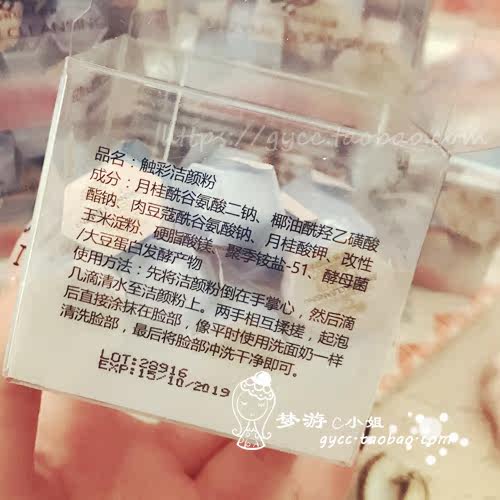 https://gycc.taobao.com
品名：触彩洁颜粉
成分：月桂酰谷氨酸二钠、椰油酰羟乙磺酸
酯钠、肉豆蔻酰谷氨酸钠、月桂酸钾、改性
玉米淀粉、硬脂酸镁、聚季铵盐-51、酵母菌
/大豆蛋白发酵产物
使用方法：先将洁颜粉倒在手掌心，然后滴
几滴清水至洁颜粉上。两手相互揉搓，起泡
后直接涂抹在脸部，像平时使用洗面奶一样
清洗脸部，最后将脸部冲洗干净即可。
LOT:28916
EXP:15/10/2019
梦游C小姐
gycc.taobao.com